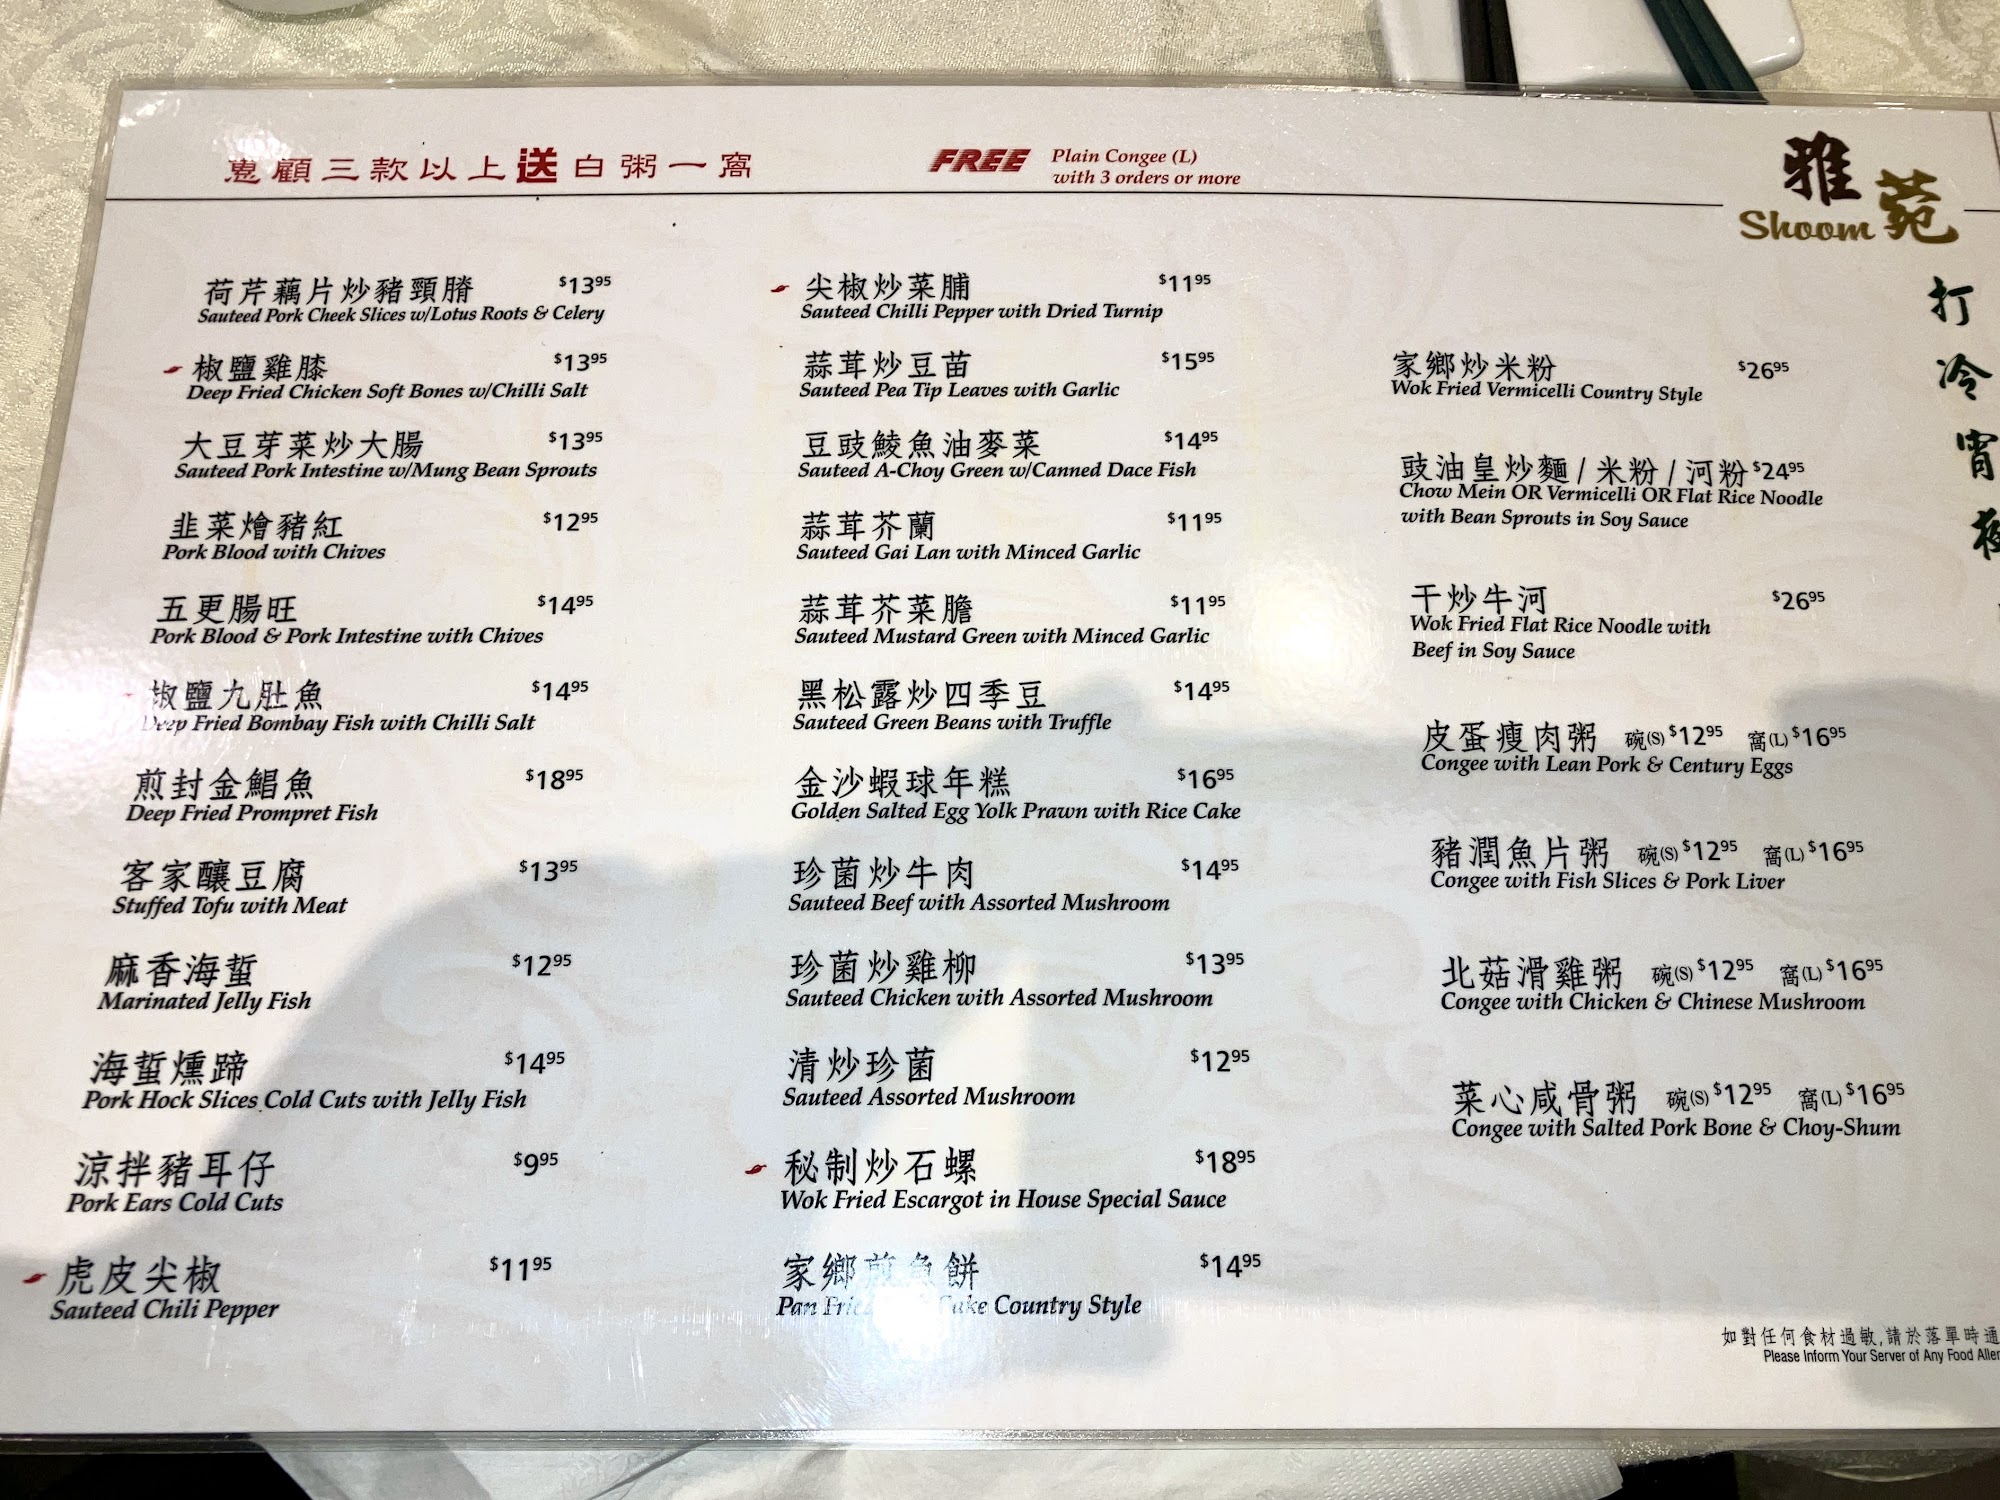 惠顧三款以上送白粥一窩
FREE Plain Congee (L)
with 3 orders or more
雅苑
Shoom
打冷宵夜
荷芹藕片炒豬頸脊 $13.95
Sauteed Pork Cheek Slices w/Lotus Roots & Celery
椒鹽雞膝 $13.95
Deep Fried Chicken Soft Bones w/Chilli Salt
大豆芽菜炒大腸 $13.95
Sauteed Pork Intestine w/Mung Bean Sprouts
韭菜燴豬紅 $12.95
Pork Blood with Chives
五更腸旺 $14.95
Pork Blood & Pork Intestine with Chives
椒鹽九肚魚 $14.95
Deep Fried Bombay Fish with Chilli Salt
煎封金鯧魚 $18.95
Deep Fried Prompret Fish
客家釀豆腐 $13.95
Stuffed Tofu with Meat
麻香海蜇 $12.95
Marinated Jelly Fish
海蜇燻蹄 $14.95
Pork Hock Slices Cold Cuts with Jelly Fish
涼拌豬耳仔 $9.95
Pork Ears Cold Cuts
虎皮尖椒 $11.95
Sauteed Chili Pepper
尖椒炒菜脯 $11.95
Sauteed Chilli Pepper with Dried Turnip
蒜茸炒豆苗 $15.95
Sauteed Pea Tip Leaves with Garlic
豆豉鯪魚油麥菜 $14.95
Sauteed A-Choy Green w/Canned Dace Fish
蒜茸芥蘭 $11.95
Sauteed Gai Lan with Minced Garlic
蒜茸芥菜膽 $11.95
Sauteed Mustard Green with Minced Garlic
黑松露炒四季豆 $14.95
Sauteed Green Beans with Truffle
金沙蝦球年糕 $16.95
Golden Salted Egg Yolk Prawn with Rice Cake
珍菌炒牛肉 $14.95
Sauteed Beef with Assorted Mushroom
珍菌炒雞柳 $13.95
Sauteed Chicken with Assorted Mushroom
清炒珍菌 $12.95
Sauteed Assorted Mushroom
秘制炒石螺 $18.95
Wok Fried Escargot in House Special Sauce
家鄉煎魚餅 $14.95
Pan Fried Cake Country Style
家鄉炒米粉 $26.95
Wok Fried Vermicelli Country Style
豉油皇炒麵 / 米粉 / 河粉 $24.95
Chow Mein OR Vermicelli OR Flat Rice Noodle
with Bean Sprouts in Soy Sauce
干炒牛河 $26.95
Wok Fried Flat Rice Noodle with
Beef in Soy Sauce
皮蛋瘦肉粥 碗(S) $12.95 窩(L) $16.95
Congee with Lean Pork & Century Eggs
豬潤魚片粥 碗(S) $12.95 窩(L) $16.95
Congee with Fish Slices & Pork Liver
北菇滑雞粥 碗(S) $12.95 窩(L) $16.95
Congee with Chicken & Chinese Mushroom
菜心咸骨粥 碗(S) $12.95 窩(L) $16.95
Congee with Salted Pork Bone & Choy-Shum
如對任何食材過敏,請於落單時通
Please Inform Your Server of Any Food Aller